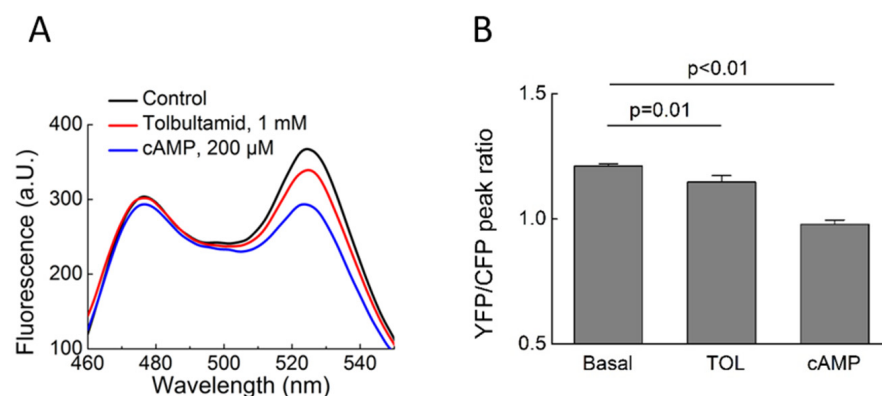 A
Control
Tolbultamid, 1 mM
cAMP, 200 µM
400
300
200
100
Fluorescence (a.U.)
460
480
500
520
540
Wavelength (nm)
B
p<0.01
p=0.01
1.5
1.0
0.5
YFP/CFP peak ratio
Basal
TOL
cAMP